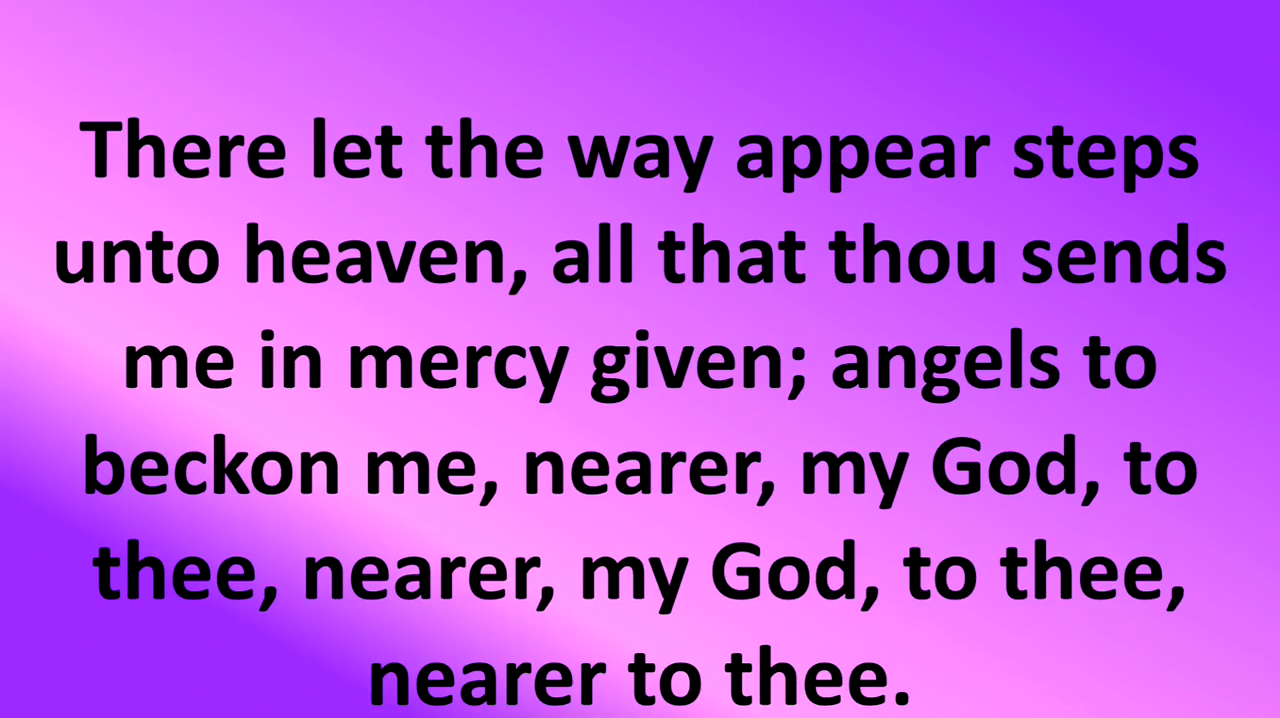 There let the way appear steps
unto heaven, all that thou sends
me in mercy given; angels to
beckon me, nearer, my God, to
thee, nearer, my God, to thee,
nearer to thee.